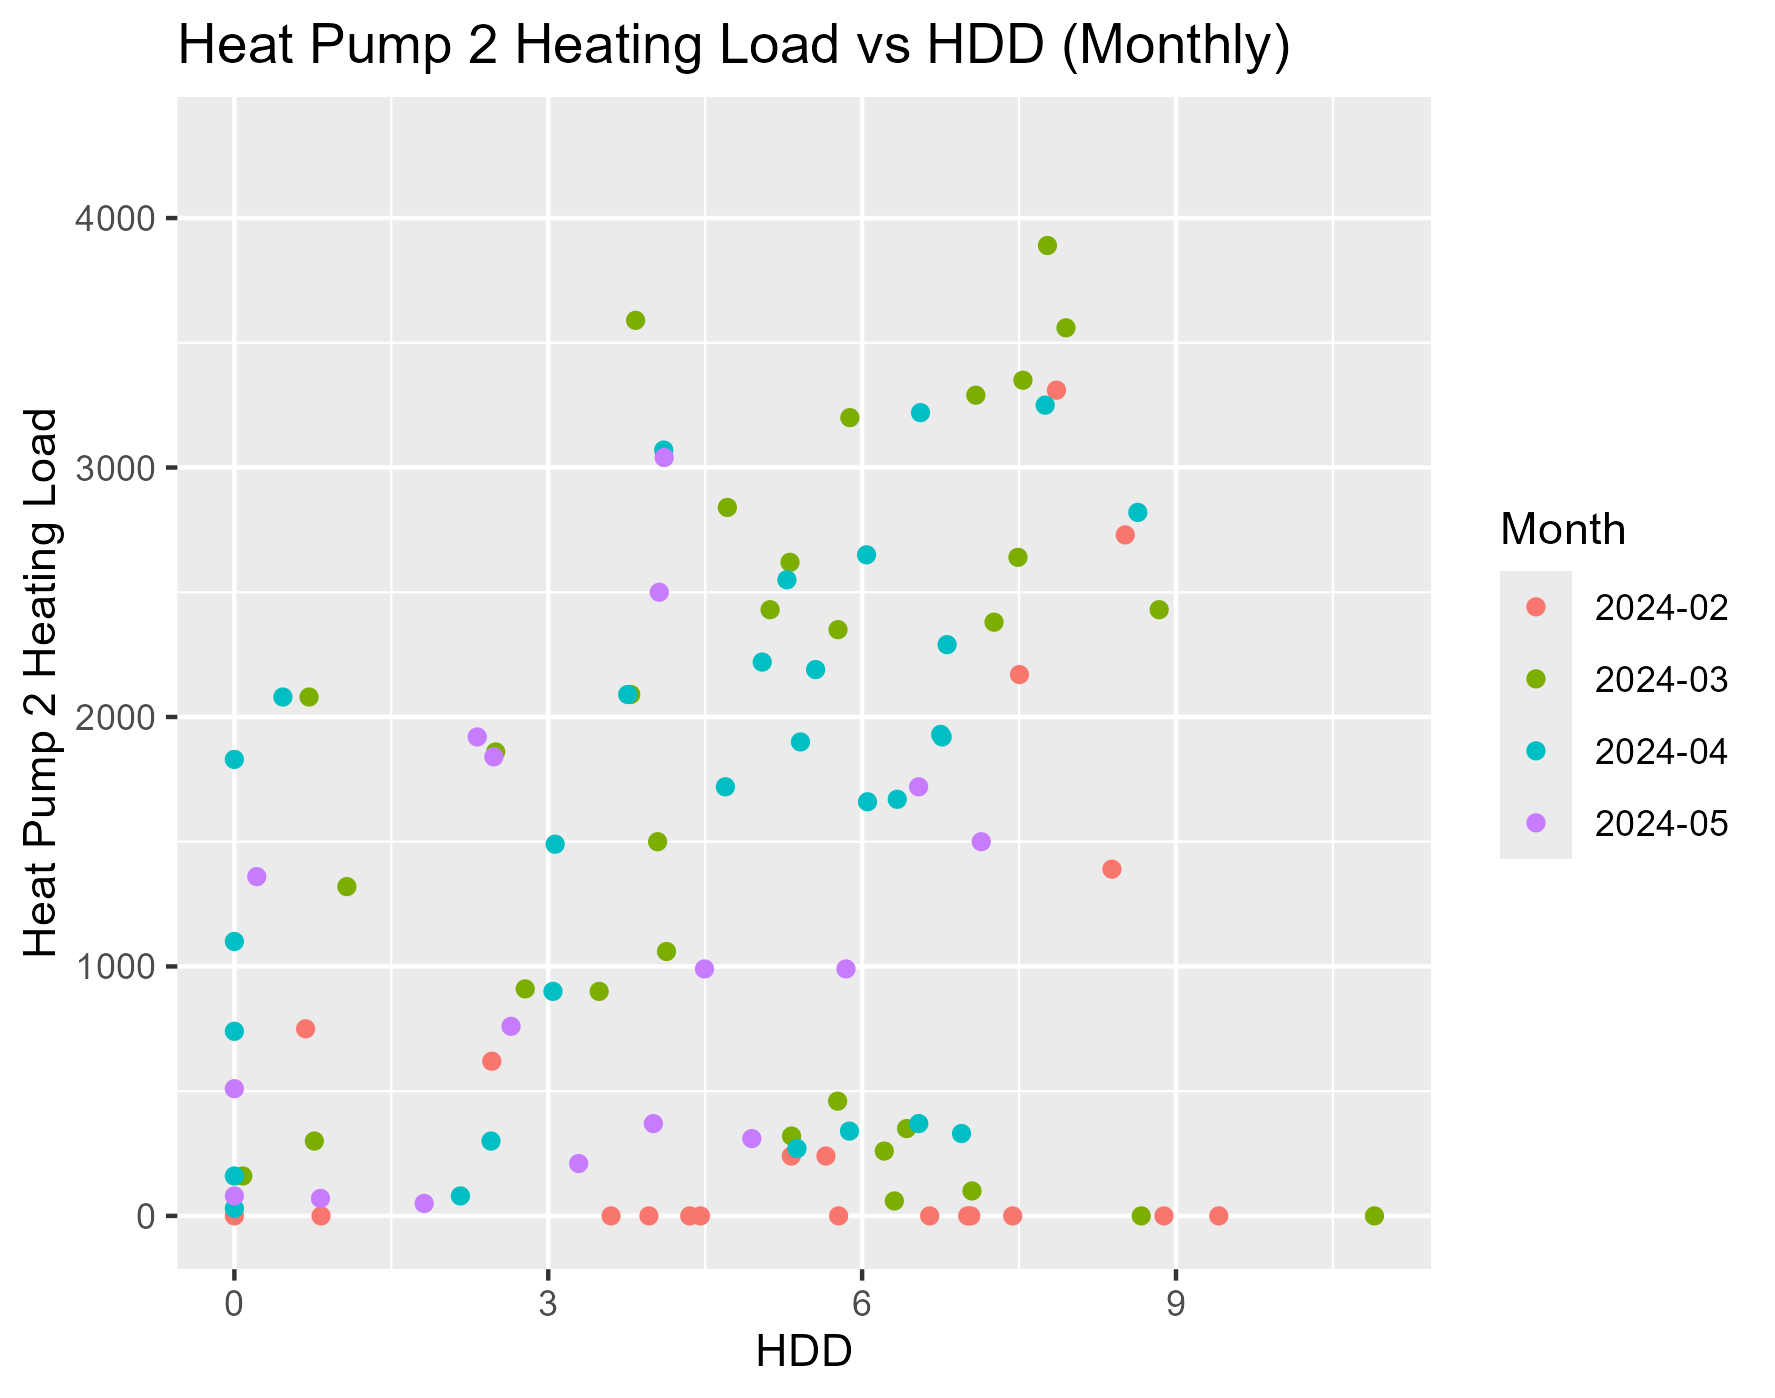 Heat Pump 2 Heating Load vs HDD (Monthly)
Heat Pump 2 Heating Load
4000
3000
2000
1000
0
0 3 6 9
HDD
Month
2024-02
2024-03
2024-04
2024-05